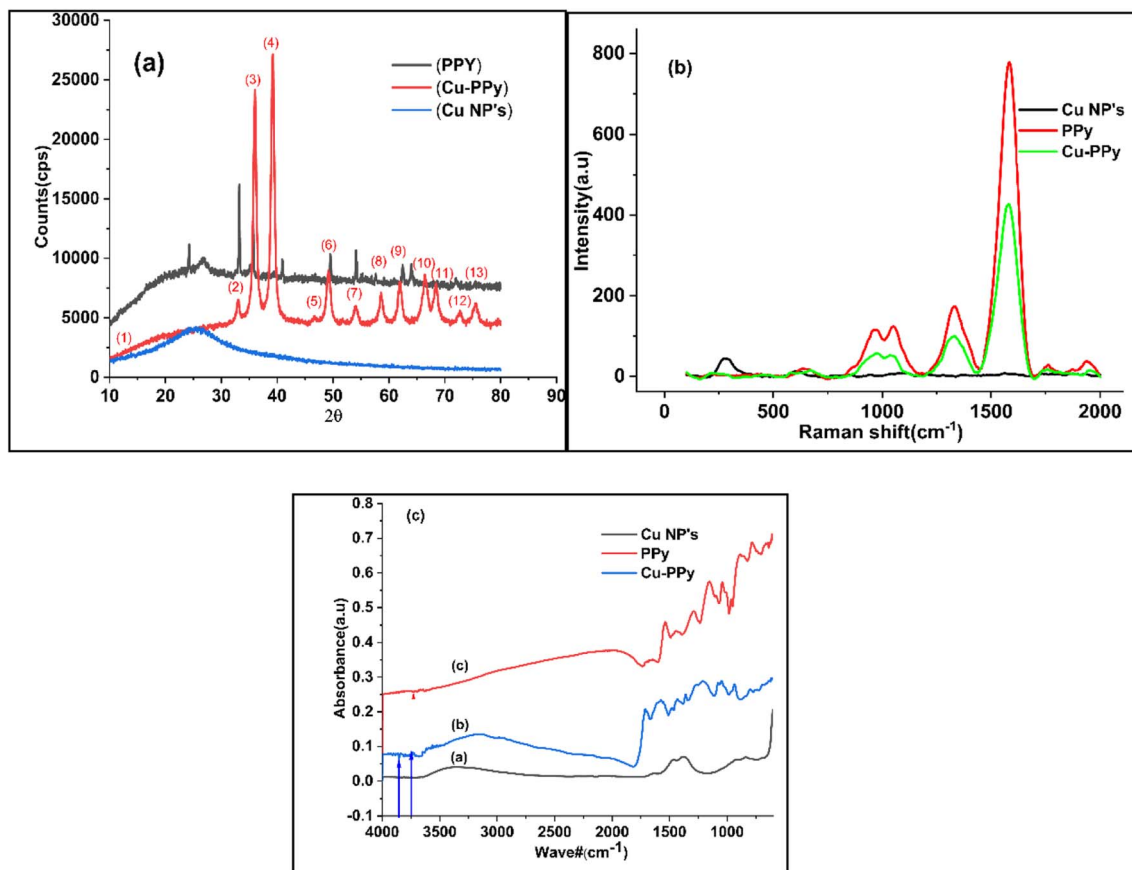 30000
25000
20000
15000
10000
5000
0
Counts(cps)
(a)
(PPY)
(Cu-PPy)
(Cu NP's)
(1)
(2)
(3)
(4)
(5)
(6)
(7)
(8)
(9)
(10)
(11)
(12)
(13)
10 20 30 40 50 60 70 80 90
2θ
800
600
400
200
0
Intensity(a.u)
(b)
Cu NP's
PPy
Cu-PPy
0 500 1000 1500 2000
Raman shift(cm⁻¹)
0.8
0.7
0.6
0.5
0.4
0.3
0.2
0.1
0.0
-0.1
Absorbance(a.u)
(c)
Cu NP's
PPy
Cu-PPy
(c)
(b)
(a)
4000 3500 3000 2500 2000 1500 1000
Wave#(cm⁻¹)